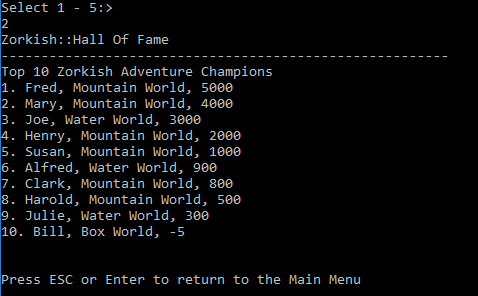 Select 1 - 5:>
2
Zorkish::Hall Of Fame
--------------------------------------------------------
Top 10 Zorkish Adventure Champions
1. Fred, Mountain World, 5000
2. Mary, Mountain World, 4000
3. Joe, Water World, 3000
4. Henry, Mountain World, 2000
5. Susan, Mountain World, 1000
6. Alfred, Water World, 900
7. Clark, Mountain World, 800
8. Harold, Mountain World, 500
9. Julie, Water World, 300
10. Bill, Box World, -5
Press ESC or Enter to return to the Main Menu